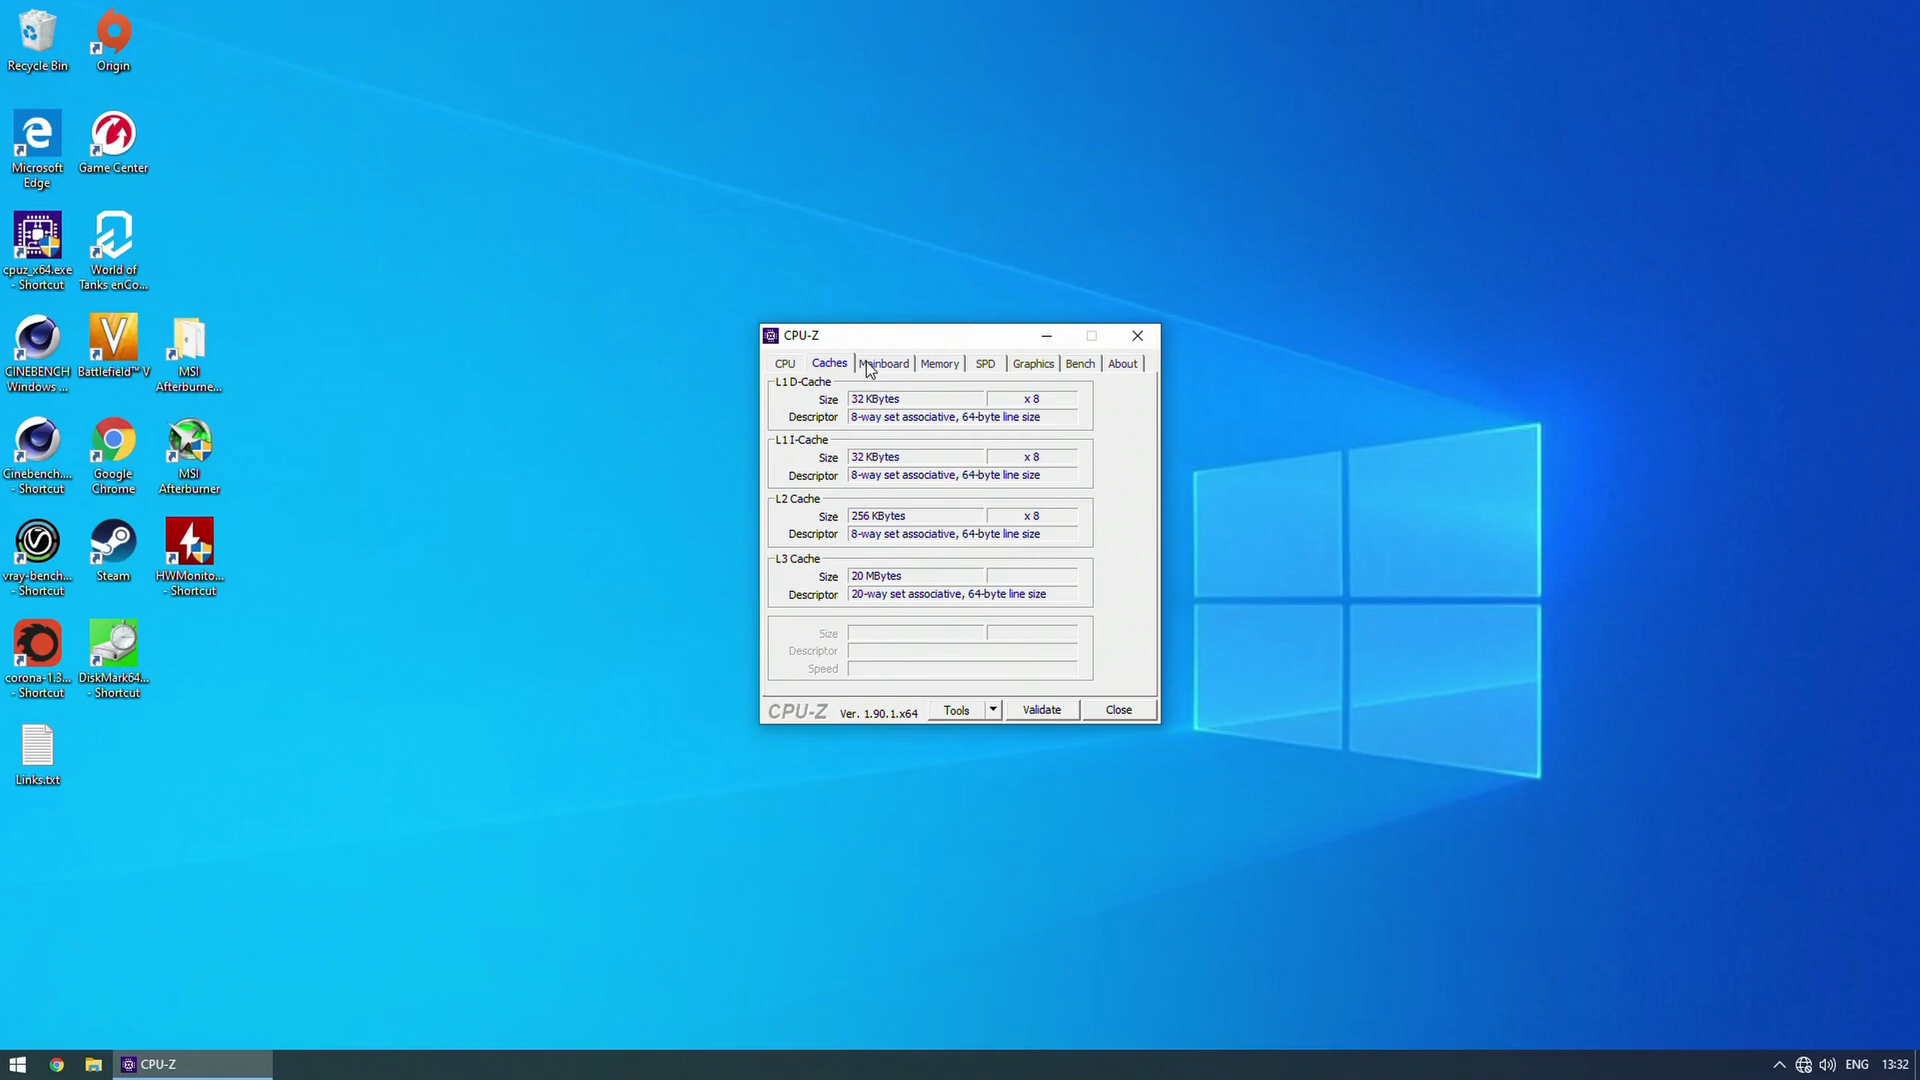 Recycle Bin
Origin
Microsoft
Edge
Game Center
cpuz_x64.exe
- Shortcut
World of
Tanks enCo...
CINEBENCH
Windows ...
Battlefield™ V
MSI
Afterburne...
Cinebench....
- Shortcut
Google
Chrome
MSI
Afterburner
vray-bench...
- Shortcut
Steam
HWMonito...
- Shortcut
corona-1.3...
- Shortcut
DiskMark64...
- Shortcut
Links.txt
CPU-Z
CPU Caches Mainboard Memory SPD Graphics Bench About
L1 D-Cache
Size 32 KBytes x 8
Descriptor 8-way set associative, 64-byte line size
L1 I-Cache
Size 32 KBytes x 8
Descriptor 8-way set associative, 64-byte line size
L2 Cache
Size 256 KBytes x 8
Descriptor 8-way set associative, 64-byte line size
L3 Cache
Size 20 MBytes
Descriptor 20-way set associative, 64-byte line size
Size
Descriptor
Speed
CPU-Z Ver. 1.90.1.x64 Tools Validate Close
CPU-Z
ENG 13:32